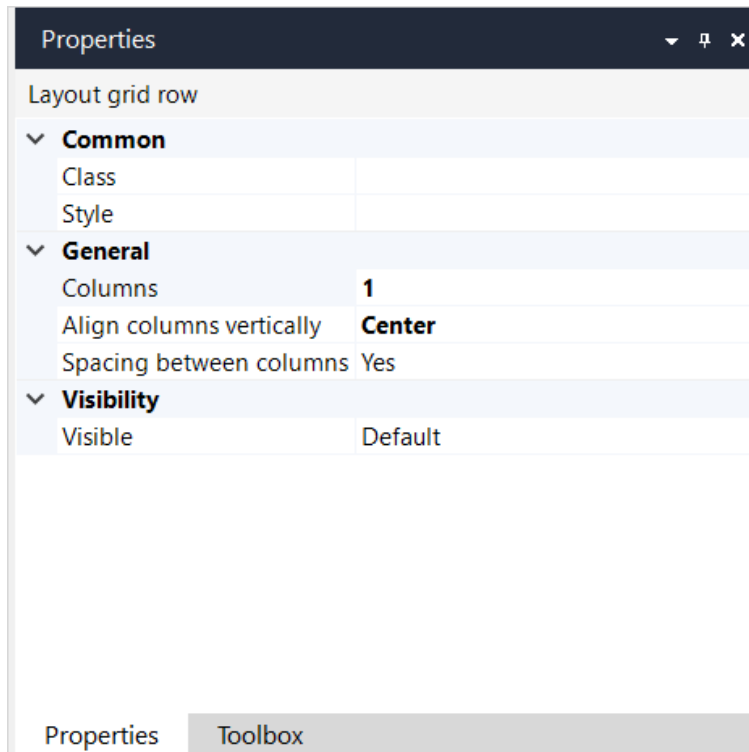 Properties
Layout grid row
Common
Class
Style
General
Columns 1
Align columns vertically Center
Spacing between columns Yes
Visibility
Visible Default
Properties Toolbox